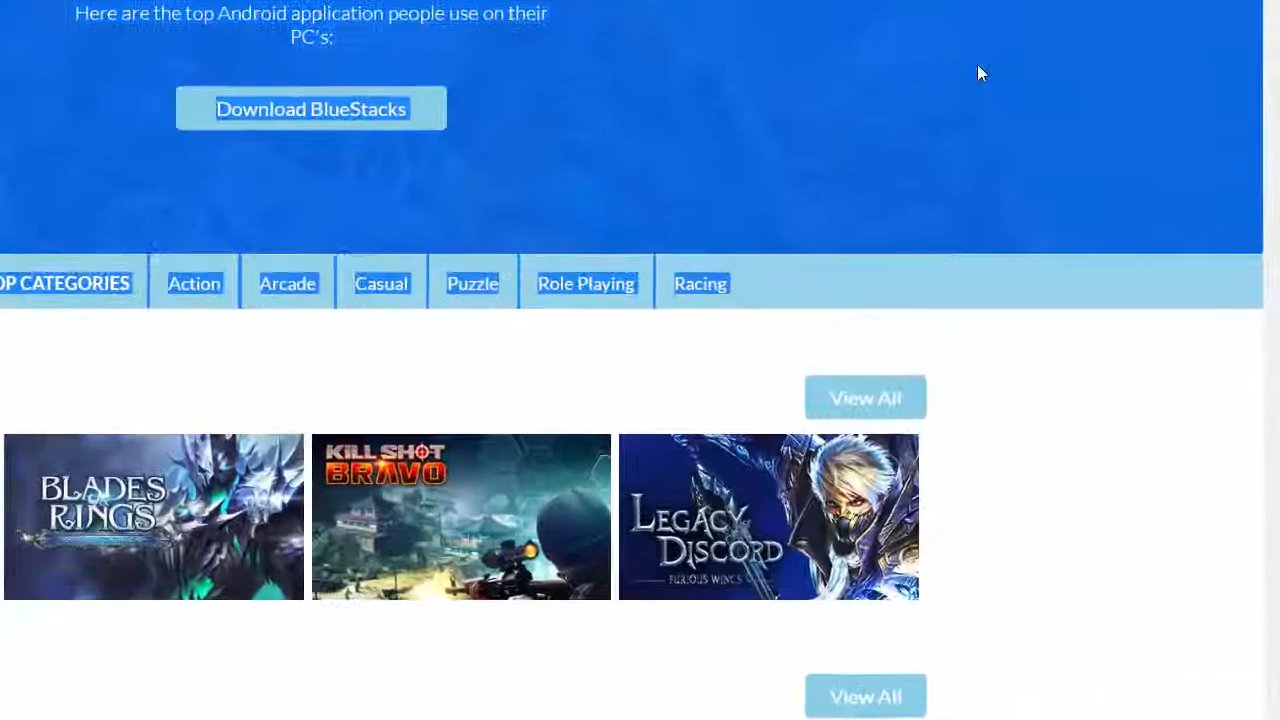 Here are the top Android application people use on their
PC's:
Download BlueStacks
OP CATEGORIES
Action
Arcade
Casual
Puzzle
Role Playing
Racing
View All
BLADES
RINGS
KILL SHOT
BRAVO
LEGACY
DISCORD
FURIOUS WINGS
View All